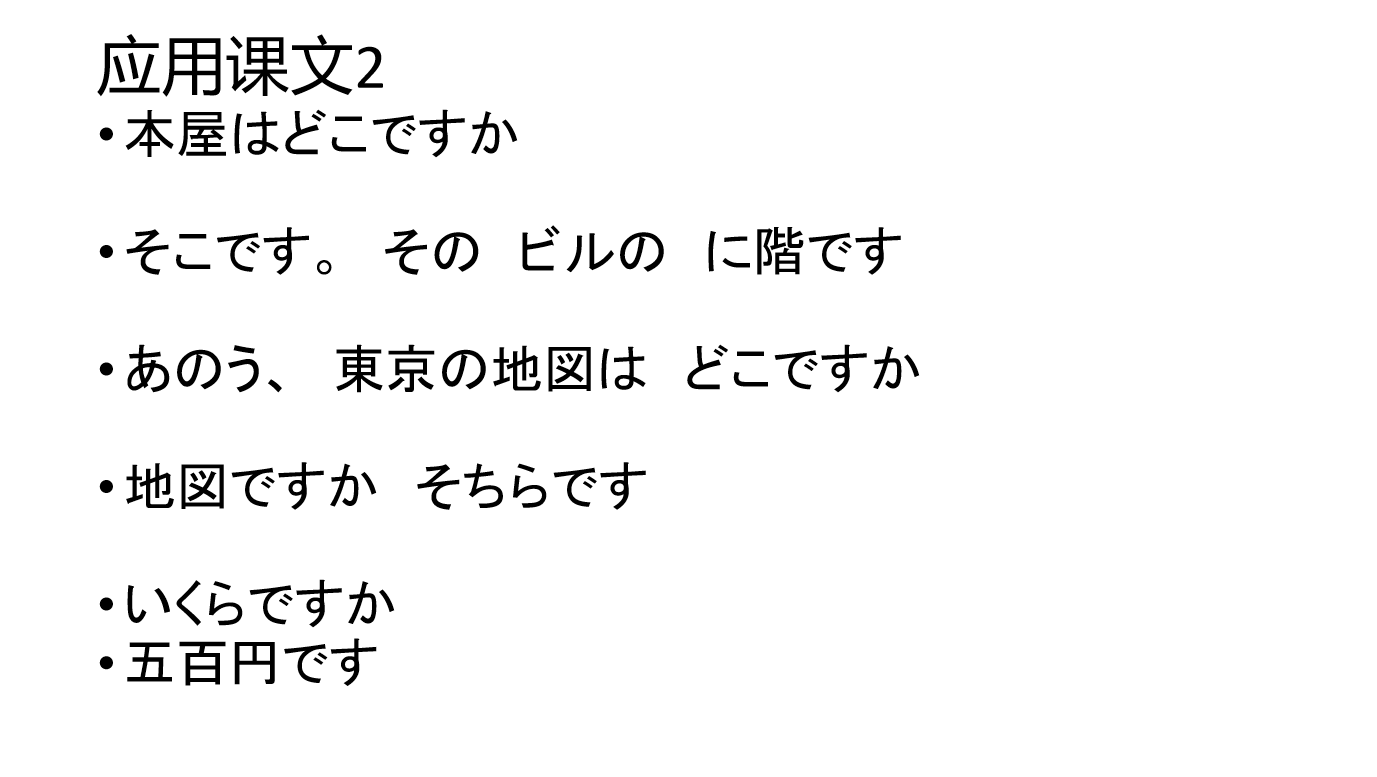 应用课文2
•本屋はどこですか
•そこです。　その　ビルの　に階です
•あのう、　東京の地図は　どこですか
•地図ですか　そちらです
•いくらですか
•五百円です